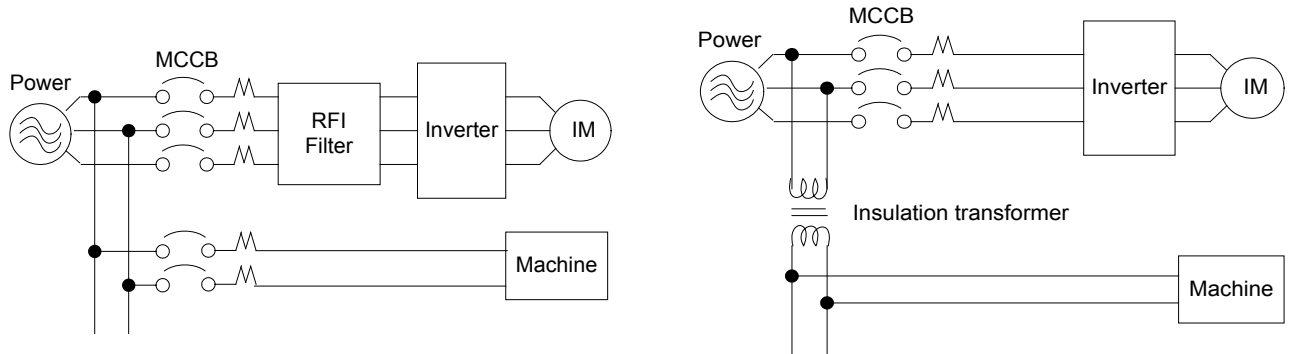 MCCB
Power
RFI
Filter
Inverter
IM
Machine
MCCB
Power
Inverter
IM
Insulation transformer
Machine